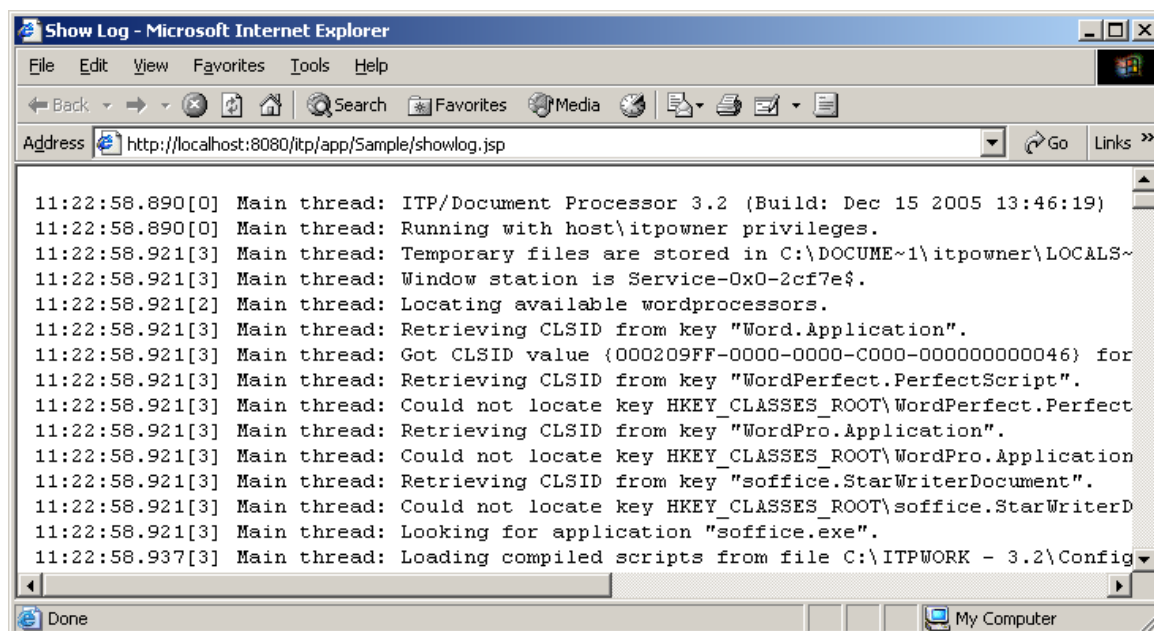 Show Log - Microsoft Internet Explorer
File Edit View Favorites Tools Help
Back Search Favorites Media
Address http://localhost:8080/itp/app/Sample/showlog.jsp Go Links »
11:22:58.890[0] Main thread: ITP/Document Processor 3.2 (Build: Dec 15 2005 13:46:19)
11:22:58.890[0] Main thread: Running with host\itpowner privileges.
11:22:58.921[3] Main thread: Temporary files are stored in C:\DOCUME~1\itpowner\LOCALS~
11:22:58.921[3] Main thread: Window station is Service-0x0-2cf7e$.
11:22:58.921[2] Main thread: Locating available wordprocessors.
11:22:58.921[3] Main thread: Retrieving CLSID from key "Word.Application".
11:22:58.921[3] Main thread: Got CLSID value {000209FF-0000-0000-C000-000000000046} for
11:22:58.921[3] Main thread: Retrieving CLSID from key "WordPerfect.PerfectScript".
11:22:58.921[3] Main thread: Could not locate key HKEY_CLASSES_ROOT\WordPerfect.Perfect
11:22:58.921[3] Main thread: Retrieving CLSID from key "WordPro.Application".
11:22:58.921[3] Main thread: Could not locate key HKEY_CLASSES_ROOT\WordPro.Application
11:22:58.921[3] Main thread: Retrieving CLSID from key "soffice.StarWriterDocument".
11:22:58.921[3] Main thread: Could not locate key HKEY_CLASSES_ROOT\soffice.StarWriterD
11:22:58.921[3] Main thread: Looking for application "soffice.exe".
11:22:58.937[3] Main thread: Loading compiled scripts from file C:\ITPWORK - 3.2\Config
Done My Computer